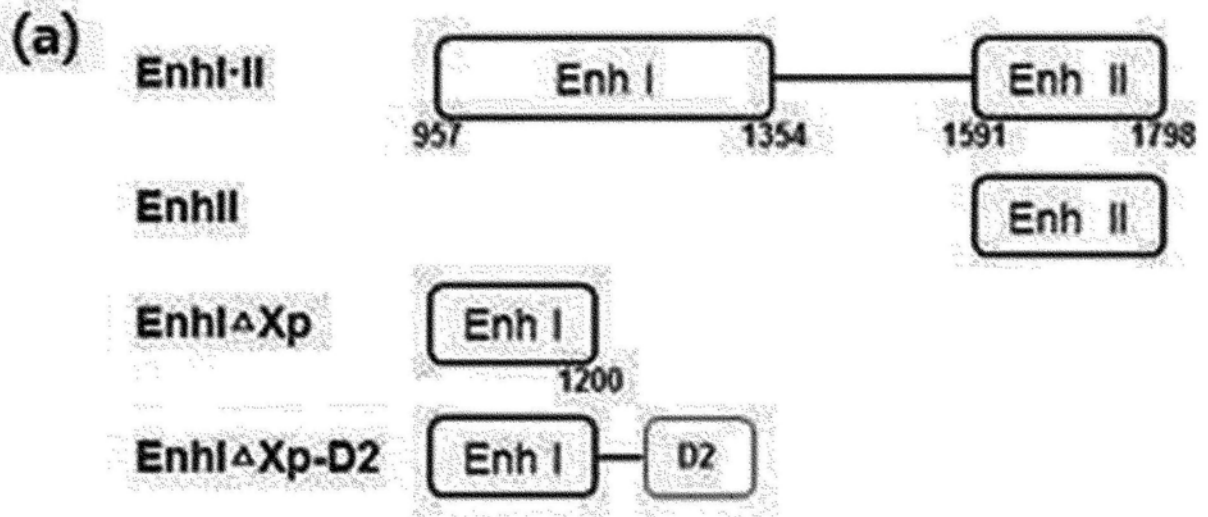 (a)
EnhI·II Enh I Enh II
957 1354 1591 1798
EnhII Enh II
EnhI△Xp Enh I
1200
EnhI△Xp-D2 Enh I D2